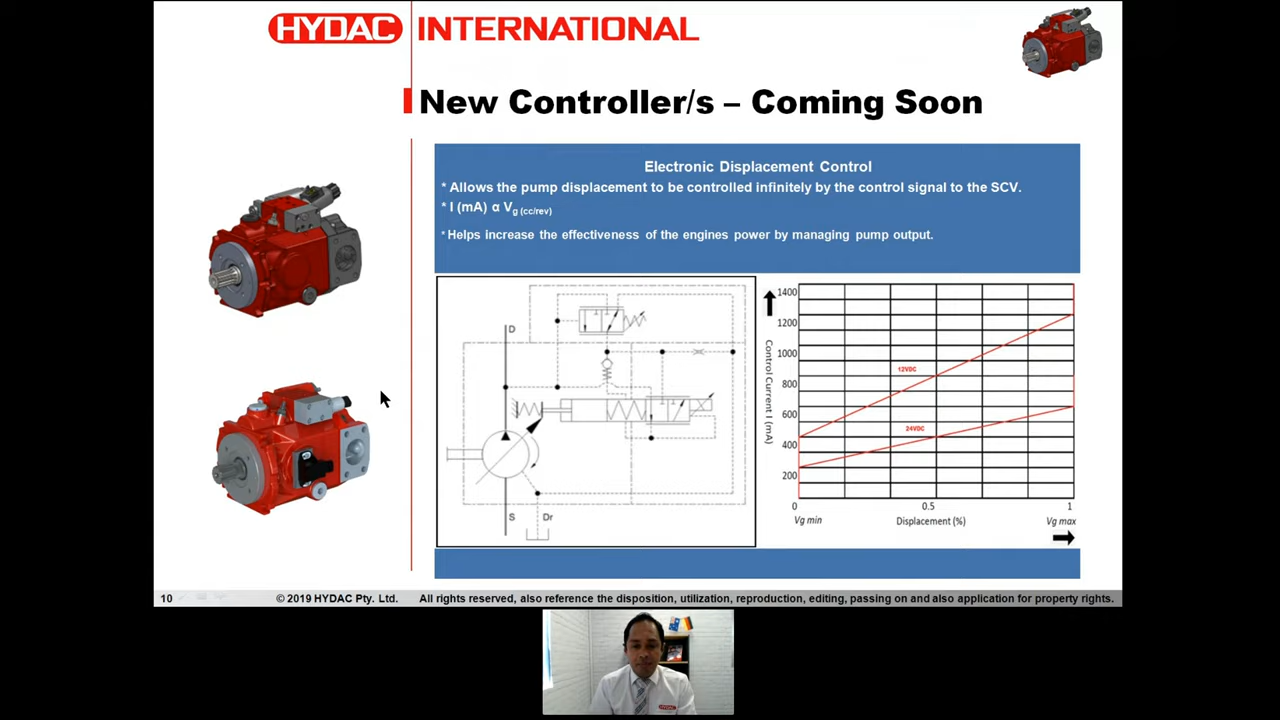 HYDAC INTERNATIONAL
New Controller/s – Coming Soon
Electronic Displacement Control
* Allows the pump displacement to be controlled infinitely by the control signal to the SCV.
* I (mA) α Vg (cc/rev)
* Helps increase the effectiveness of the engines power by managing pump output.
D
S
Dr
Control Current I (mA)
1400
1200
1000
800
600
400
200
12VDC
24VDC
0
0.5
1
Vg min
Displacement (%)
Vg max
10
© 2019 HYDAC Pty. Ltd.
All rights reserved, also reference the disposition, utilization, reproduction, editing, passing on and also application for property rights.
HYDAC